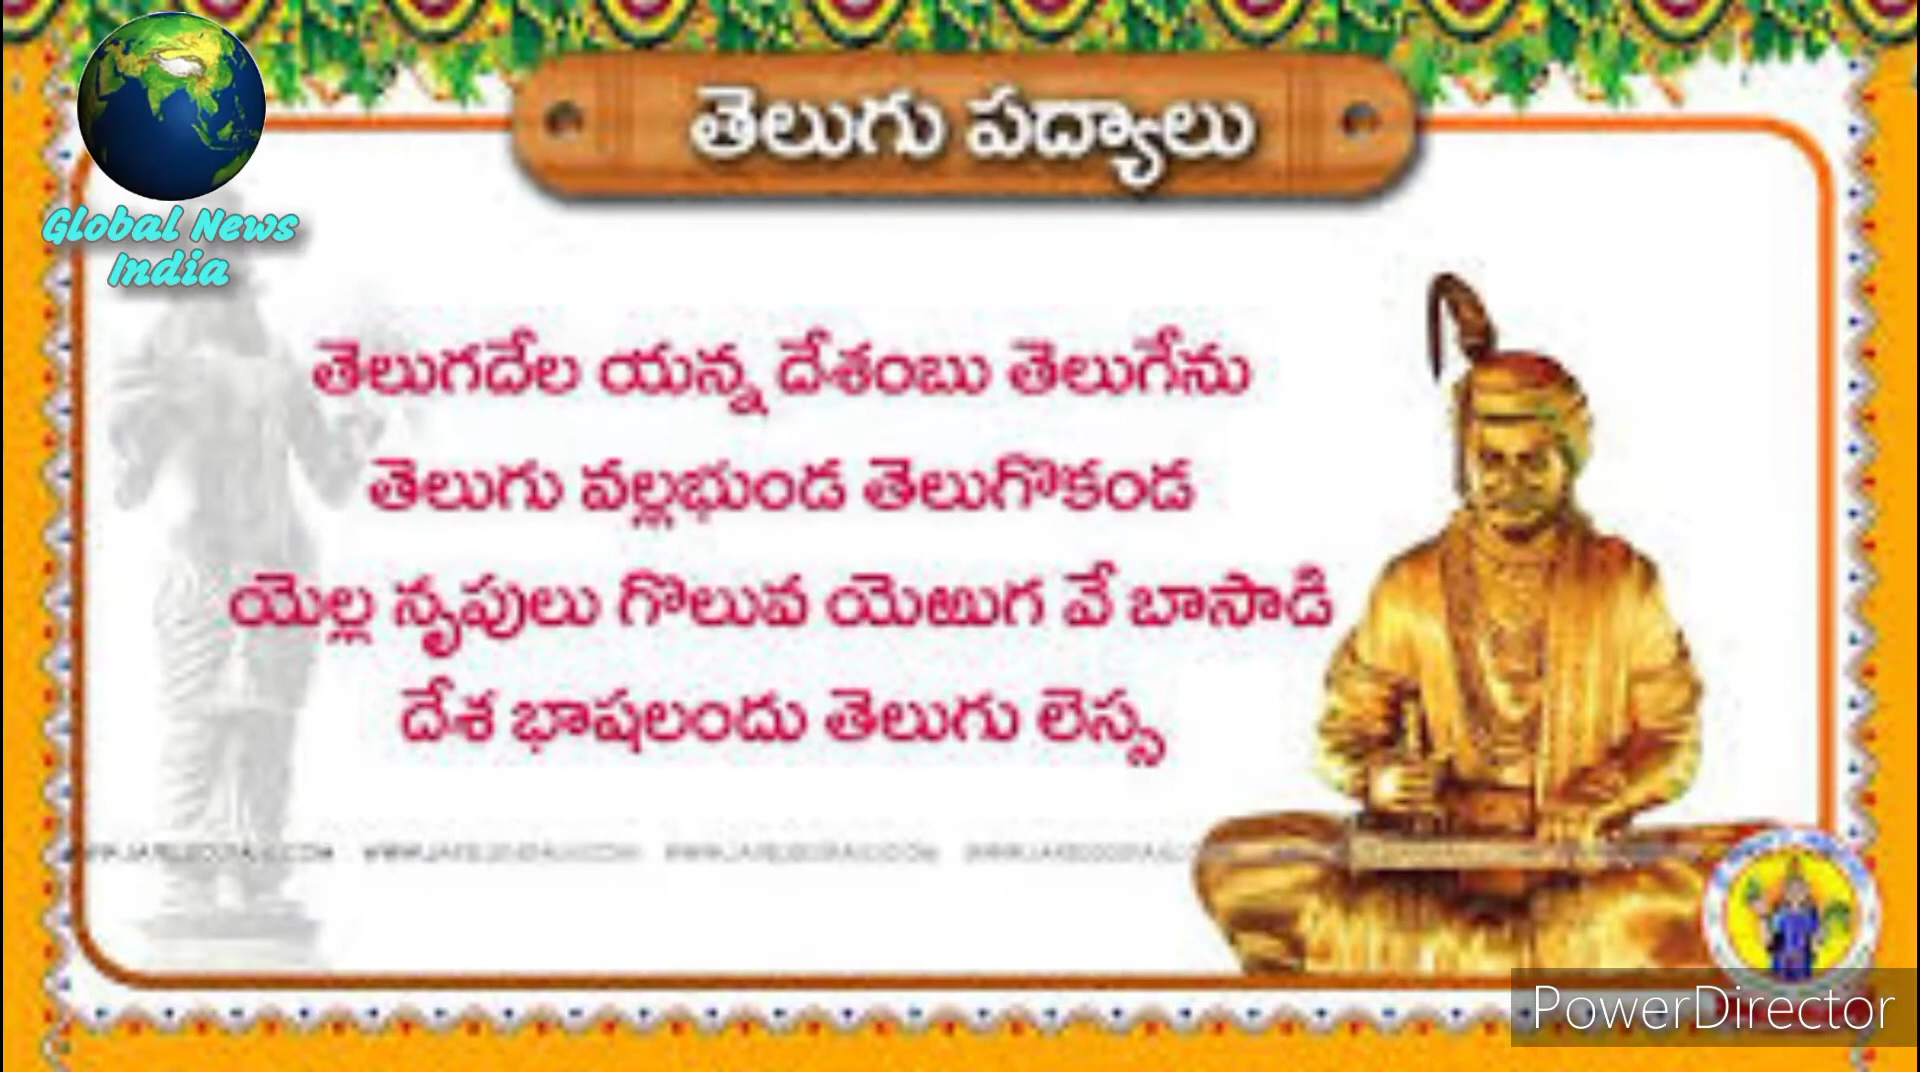 తెలుగు పద్యాలు
Global News
India
తెలుగదేల యన్న దేశంబు తెలుగేను
తెలుగు వల్లభుండ తెలుగొకండ
యెల్ల నృపులు గొలువ యెఱుగ వే బాసాడి
దేశ భాషలందు తెలుగు లెస్స
PowerDirector